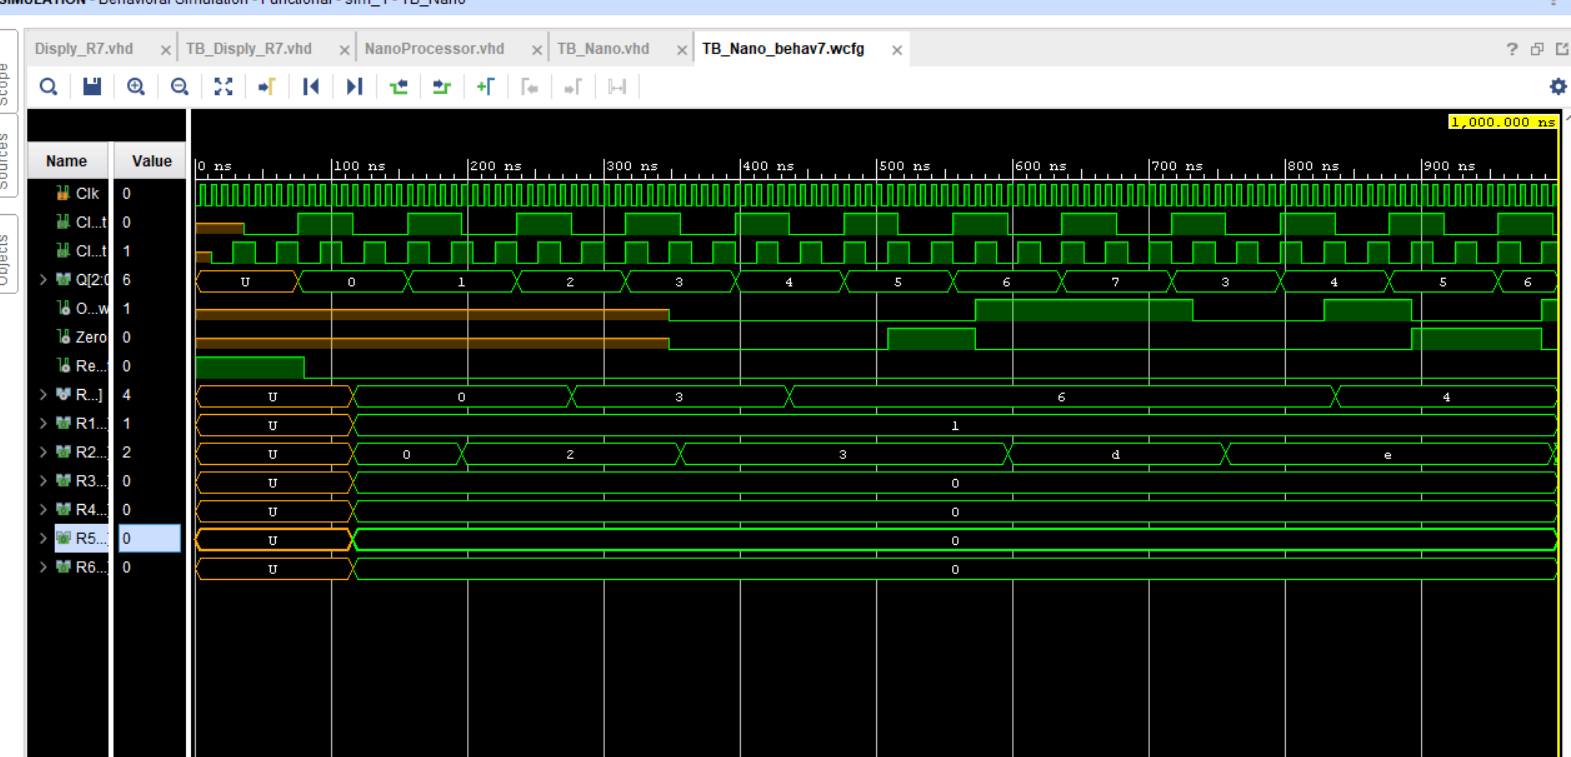 SIMULATION - Behavioral Simulation - Functional - sim_1 - TB_Nano
Disply_R7.vhd × TB_Disply_R7.vhd × NanoProcessor.vhd × TB_Nano.vhd × TB_Nano_behav7.wcfg ×
Scope
Sources
Objects
1,000.000 ns
Name Value
0 ns 100 ns 200 ns 300 ns 400 ns 500 ns 600 ns 700 ns 800 ns 900 ns
Clk 0
Cl...t 0
Cl...t 1
Q[2:0 6 U 0 1 2 3 4 5 6 7 3 4 5 6
O...w 1
Zero 0
Re... 0
R...] 4 U 0 3 6 4
R1... 1 U 1
R2... 2 U 0 2 3 d e
R3... 0 U 0
R4... 0 U 0
R5... 0 U 0
R6... 0 U 0